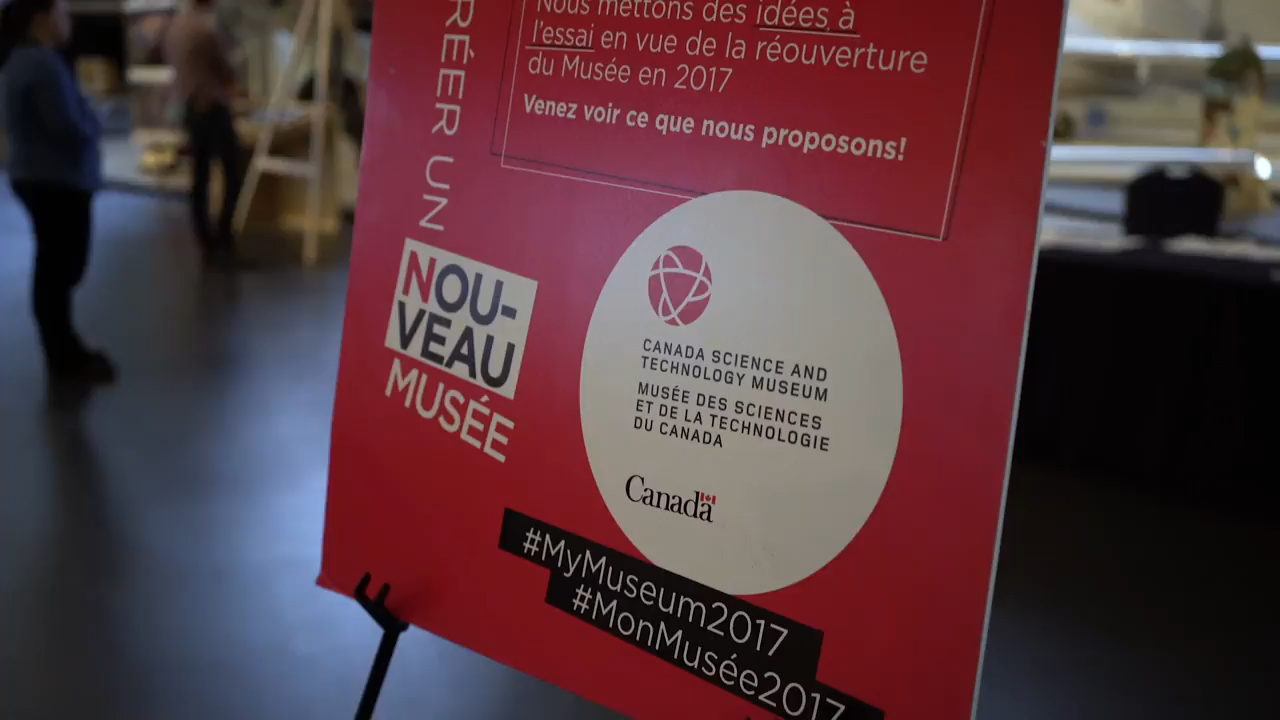 Nous mettons des idées à
l'essai en vue de la réouverture
du Musée en 2017
Venez voir ce que nous proposons!
RÉER UN
NOU-
VEAU
MUSÉE
CANADA SCIENCE AND
TECHNOLOGY MUSEUM
MUSÉE DES SCIENCES
ET DE LA TECHNOLOGIE
DU CANADA
Canada
#MyMuseum2017
#MonMusée2017